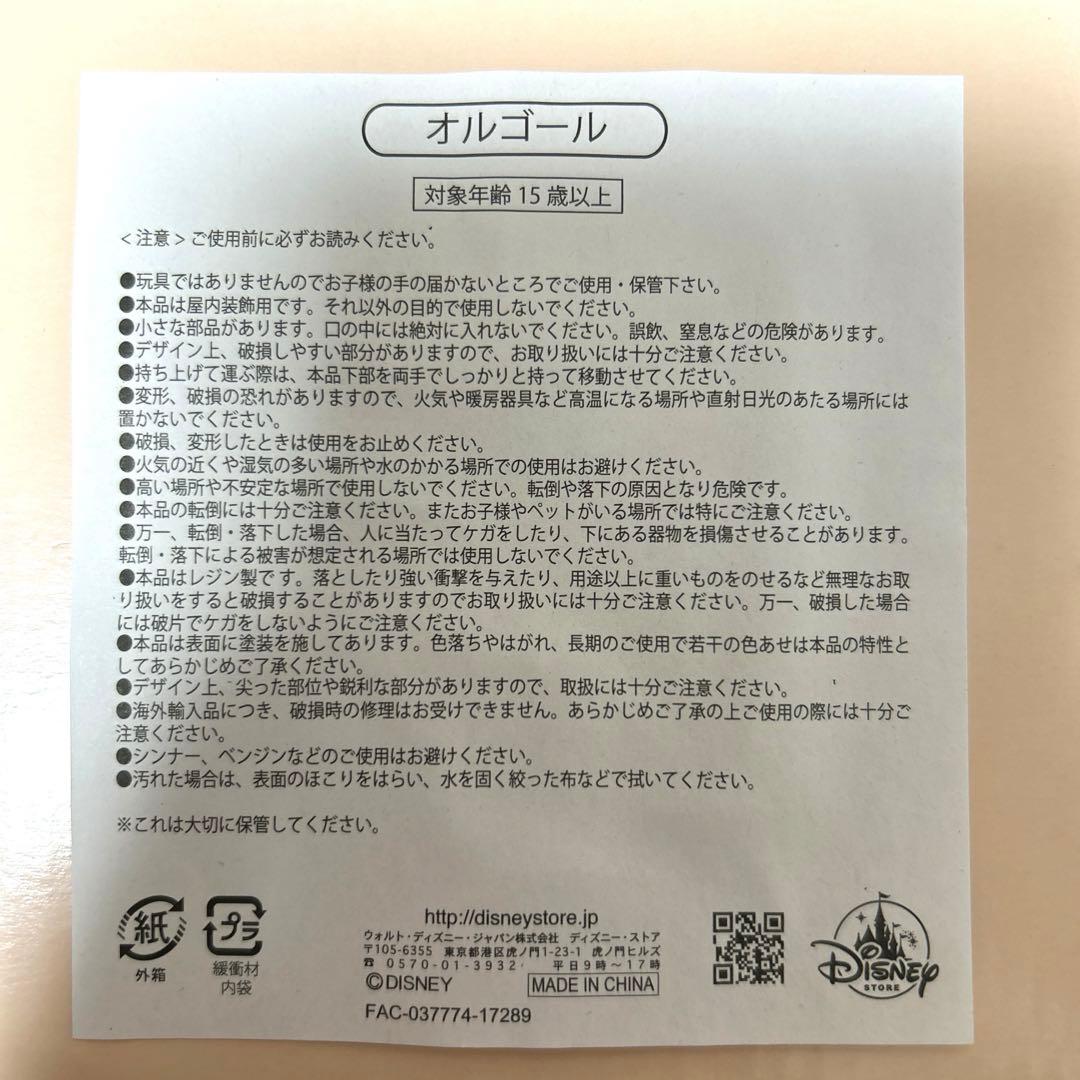 オルゴール
対象年齢 15 歳以上
＜注意＞ご使用前に必ずお読みください。
●玩具ではありませんのでお子様の手の届かないところでご使用・保管下さい。
●本品は屋内装飾用です。それ以外の目的で使用しないでください。
●小さな部品があります。口の中には絶対に入れないでください。誤飲、窒息などの危険があります。
●デザイン上、破損しやすい部分がありますので、お取り扱いには十分ご注意ください。
●持ち上げて運ぶ際は、本品下部を両手でしっかりと持って移動させてください。
●変形、破損の恐れがありますので、火気や暖房器具など高温になる場所や直射日光のあたる場所には
置かないでください。
●破損、変形したときは使用をお止めください。
●火気の近くや湿気の多い場所や水のかかる場所での使用はお避けください。
●高い場所や不安定な場所で使用しないでください。転倒や落下の原因となり危険です。
●本品の転倒には十分ご注意ください。またお子様やペットがいる場所では特にご注意ください。
●万一、転倒・落下した場合、人に当たってケガをしたり、下にある器物を損傷させることがあります。
転倒・落下による被害が想定される場所では使用しないでください。
●本品はレジン製です。落としたり強い衝撃を与えたり、用途以上に重いものをのせるなど無理なお取
り扱いをすると破損することがありますのでお取り扱いには十分ご注意ください。万一、破損した場合
には破片でケガをしないようにご注意ください。
●本品は表面に塗装を施してあります。色落ちやはがれ、長期のご使用で若干の色あせは本品の特性と
してあらかじめご了承ください。
●デザイン上、尖った部位や鋭利な部分がありますので、取扱には十分ご注意ください。
●海外輸入品につき、破損時の修理はお受けできません。あらかじめご了承の上ご使用の際には十分ご
注意ください。
●シンナー、ベンジンなどのご使用はお避けください。
●汚れた場合は、表面のほこりをはらい、水を固く絞った布などで拭いてください。
※これは大切に保管してください。
紙
外箱
プラ
緩衝材
内袋
http://disneystore.jp
ウォルト・ディズニー・ジャパン株式会社 ディズニー・ストア
〒105-6355 東京都港区虎ノ門1-23-1 虎ノ門ヒルズ
☎ 0570-01-3932 平日9時～17時
©DISNEY MADE IN CHINA
FAC-037774-17289
DISNEY
STORE